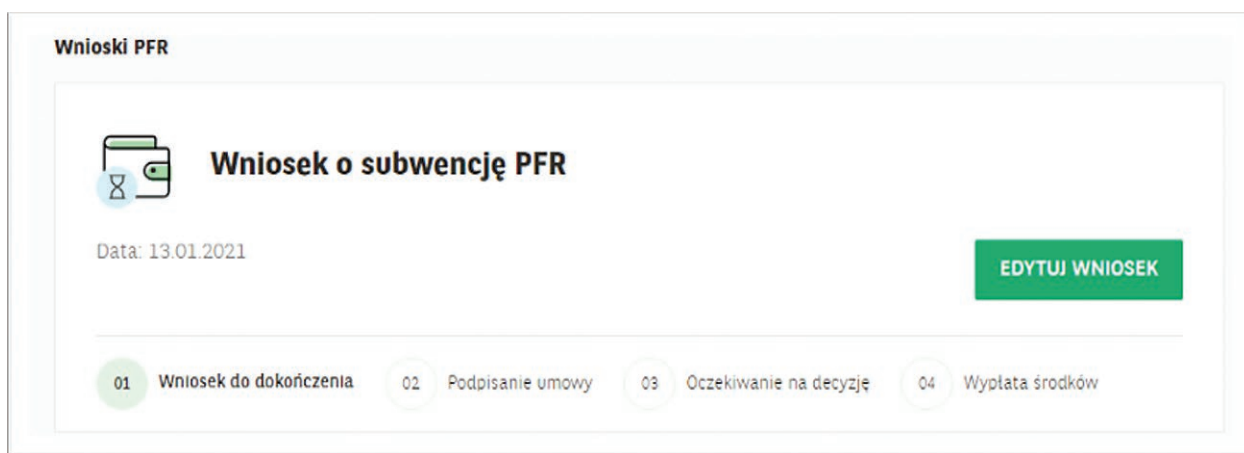 Wnioski PFR
Wniosek o subwencję PFR
Data: 13.01.2021
EDYTUJ WNIOSEK
01 Wniosek do dokończenia 02 Podpisanie umowy 03 Oczekiwanie na decyzję 04 Wypłata środków